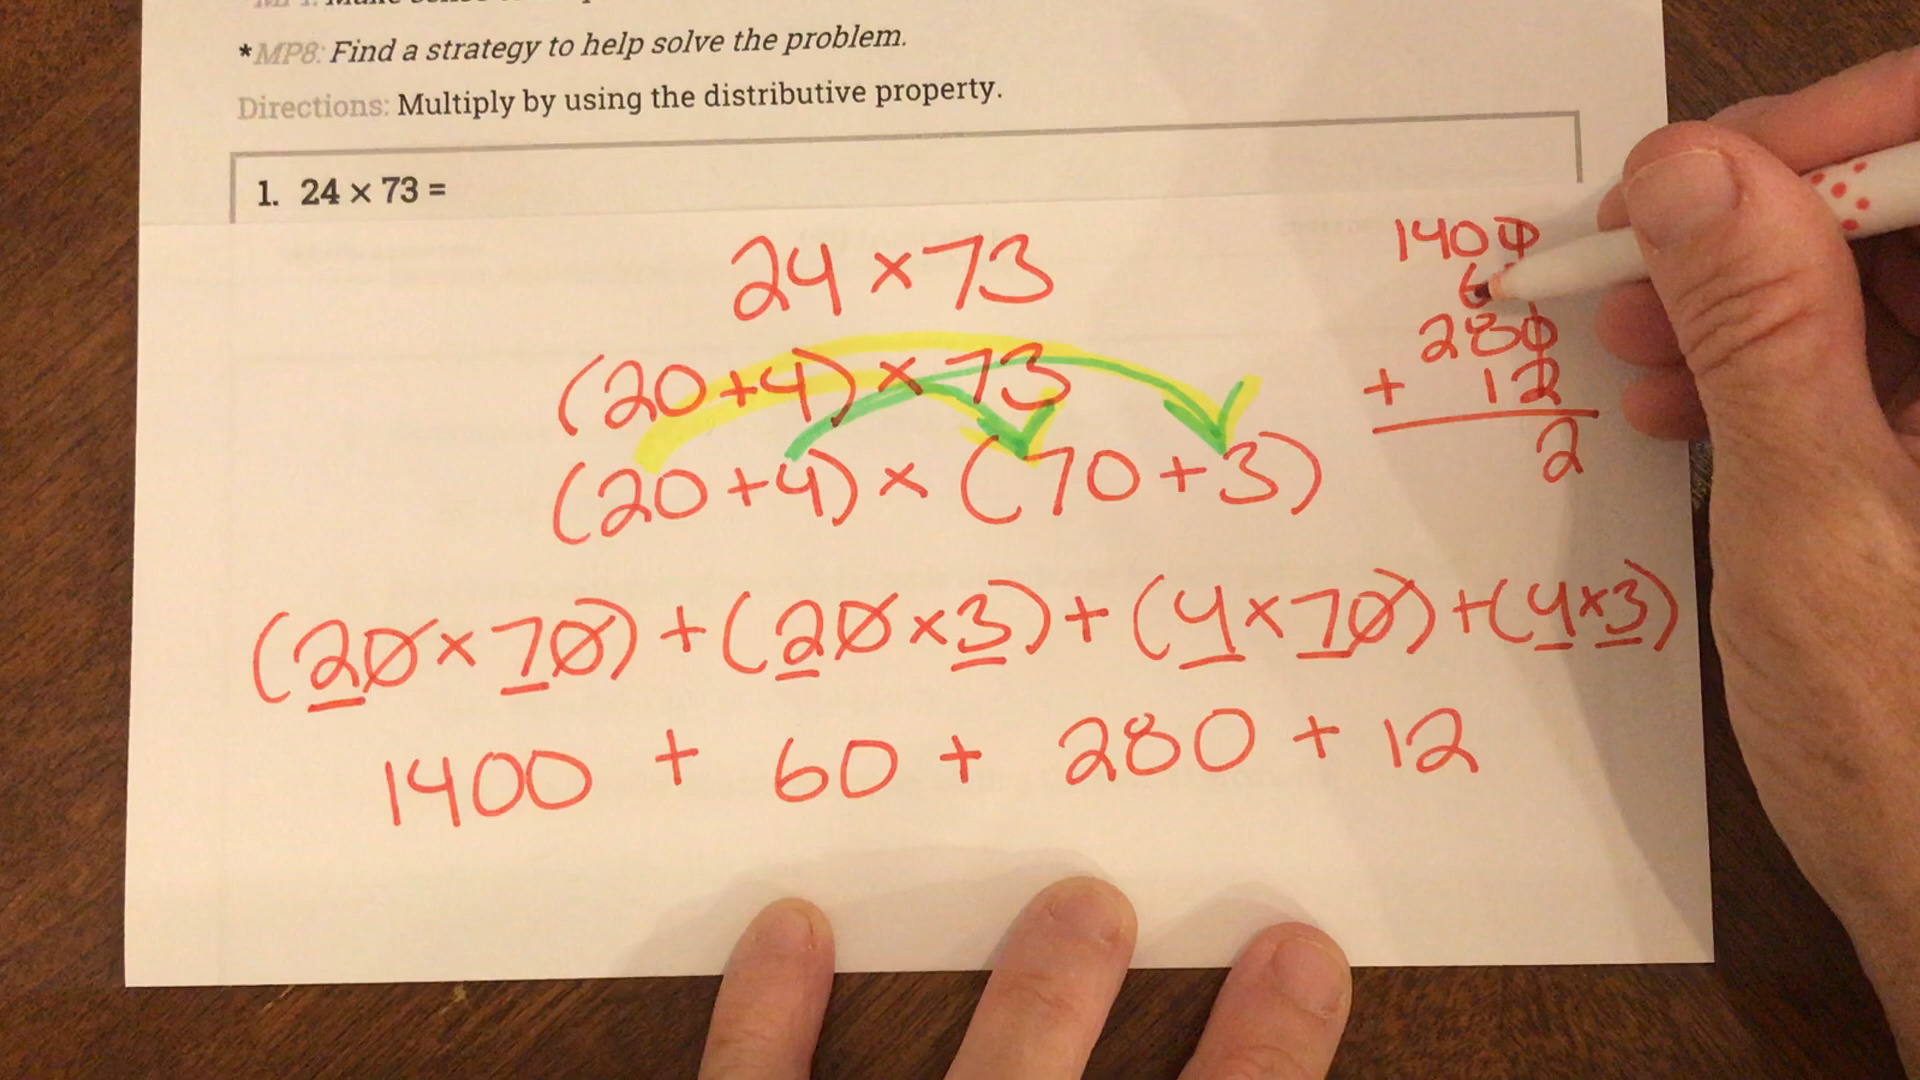 *MP8: Find a strategy to help solve the problem.
Directions: Multiply by using the distributive property.
1. 24 × 73 =
24 × 73
(20+4) × 73
(20+4) × (70+3)
(20×70)+(20×3)+(4×70)+(4×3)
1400 + 60 + 280 + 12
1400
6
280
+ 12
2